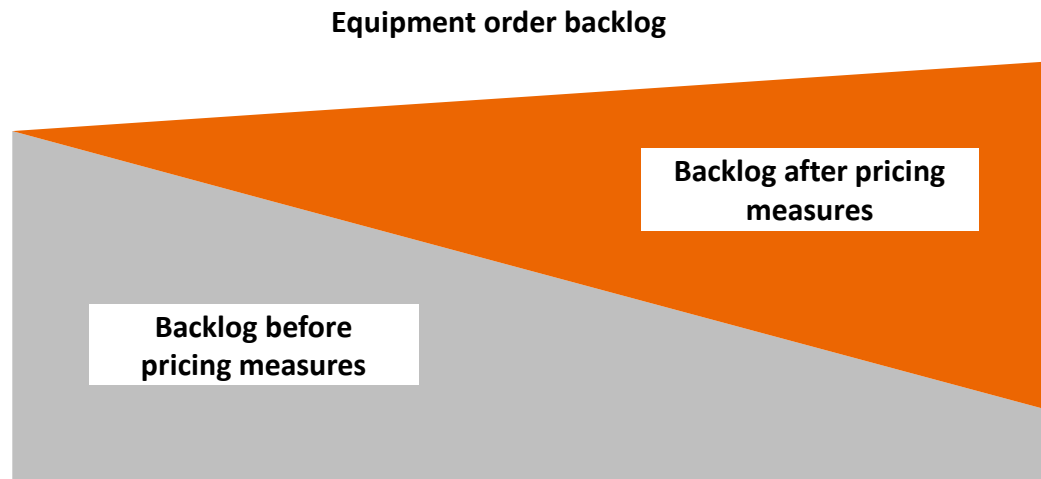 Equipment order backlog
Backlog after pricing
measures
Backlog before
pricing measures